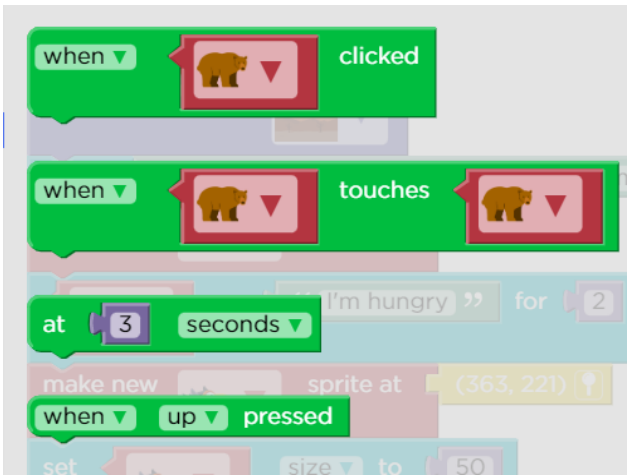 when clicked
when touches
“ I'm hungry ” for 2
at 3 seconds
make new sprite at (363, 221)
when up pressed
set size to 50